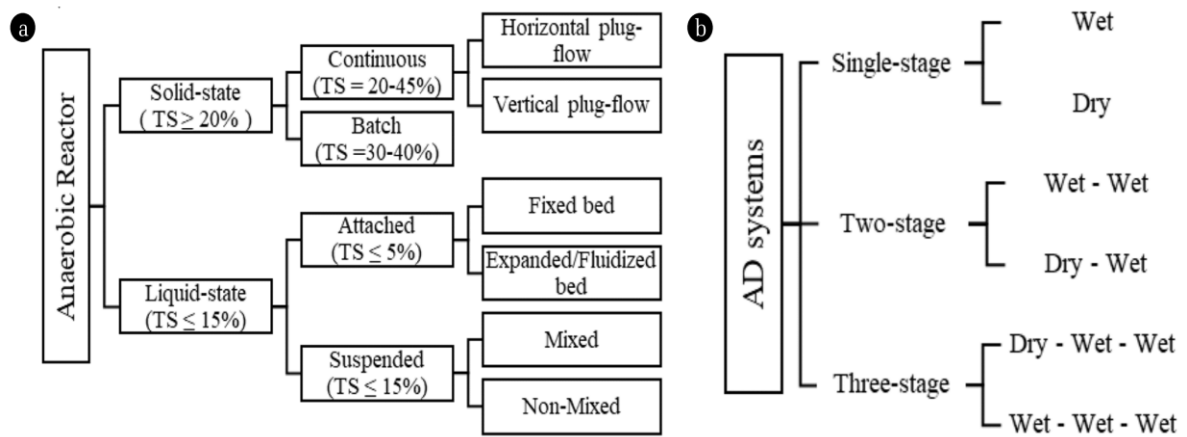 a
Anaerobic Reactor
Solid-state
( TS ≥ 20% )
Continuous
(TS = 20-45%)
Horizontal plug-
flow
Vertical plug-flow
Batch
(TS =30-40%)
Liquid-state
(TS ≤ 15%)
Attached
(TS ≤ 5%)
Fixed bed
Expanded/Fluidized
bed
Suspended
(TS ≤ 15%)
Mixed
Non-Mixed
b
AD systems
Single-stage
Wet
Dry
Two-stage
Wet - Wet
Dry - Wet
Three-stage
Dry - Wet - Wet
Wet - Wet - Wet